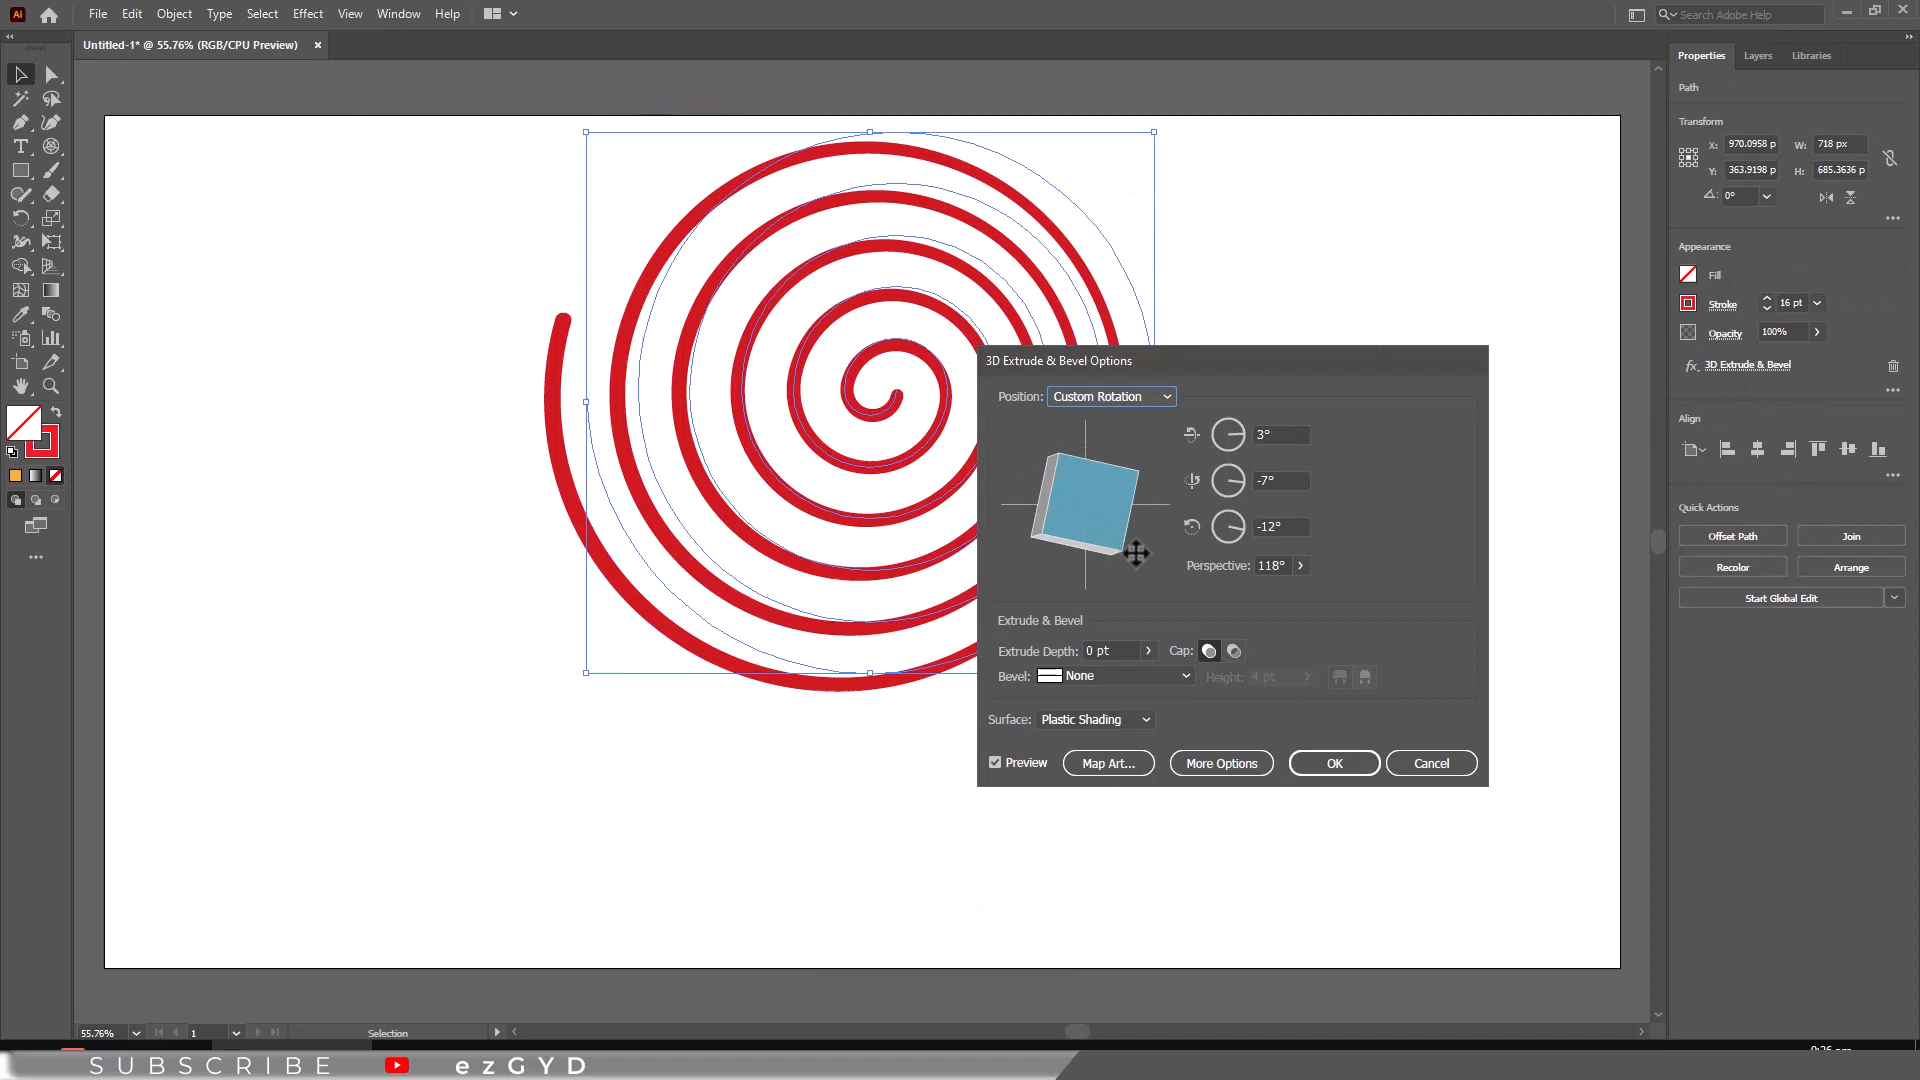 Ai File Edit Object Type Select Effect View Window Help Search Adobe Help
Untitled-1* @ 55.76% (RGB/CPU Preview) ×
Properties Layers Libraries
Path
Transform
X: 970.0958 p W: 718 px
Y: 363.9198 p H: 685.3636 p
0°
Appearance
Fill
Stroke 16 pt
Opacity 100%
fx. 3D Extrude & Bevel
Align
Quick Actions
Offset Path Join
Recolor Arrange
Start Global Edit
3D Extrude & Bevel Options
Position: Custom Rotation
3°
-7°
-12°
Perspective: 118°
Extrude & Bevel
Extrude Depth: 0 pt Cap:
Bevel: None Height: 4 pt
Surface: Plastic Shading
Preview Map Art... More Options OK Cancel
55.76% 1 Selection
SUBSCRIBE ezGYD